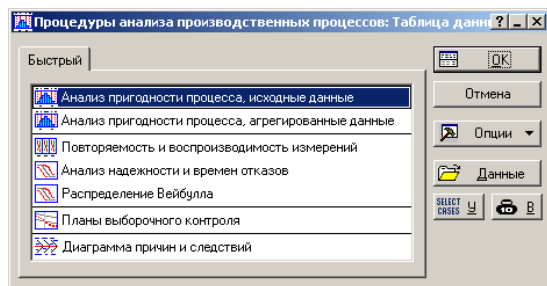 Процедуры анализа производственных процессов: Таблица данн
Быстрый
Анализ пригодности процесса, исходные данные
Анализ пригодности процесса, агрегированные данные
Повторяемость и воспроизводимость измерений
Анализ надежности и времен отказов
Распределение Вейбулла
Планы выборочного контроля
Диаграмма причин и следствий
OK
Отмена
Опции
Данные
SELECT CASES У
В